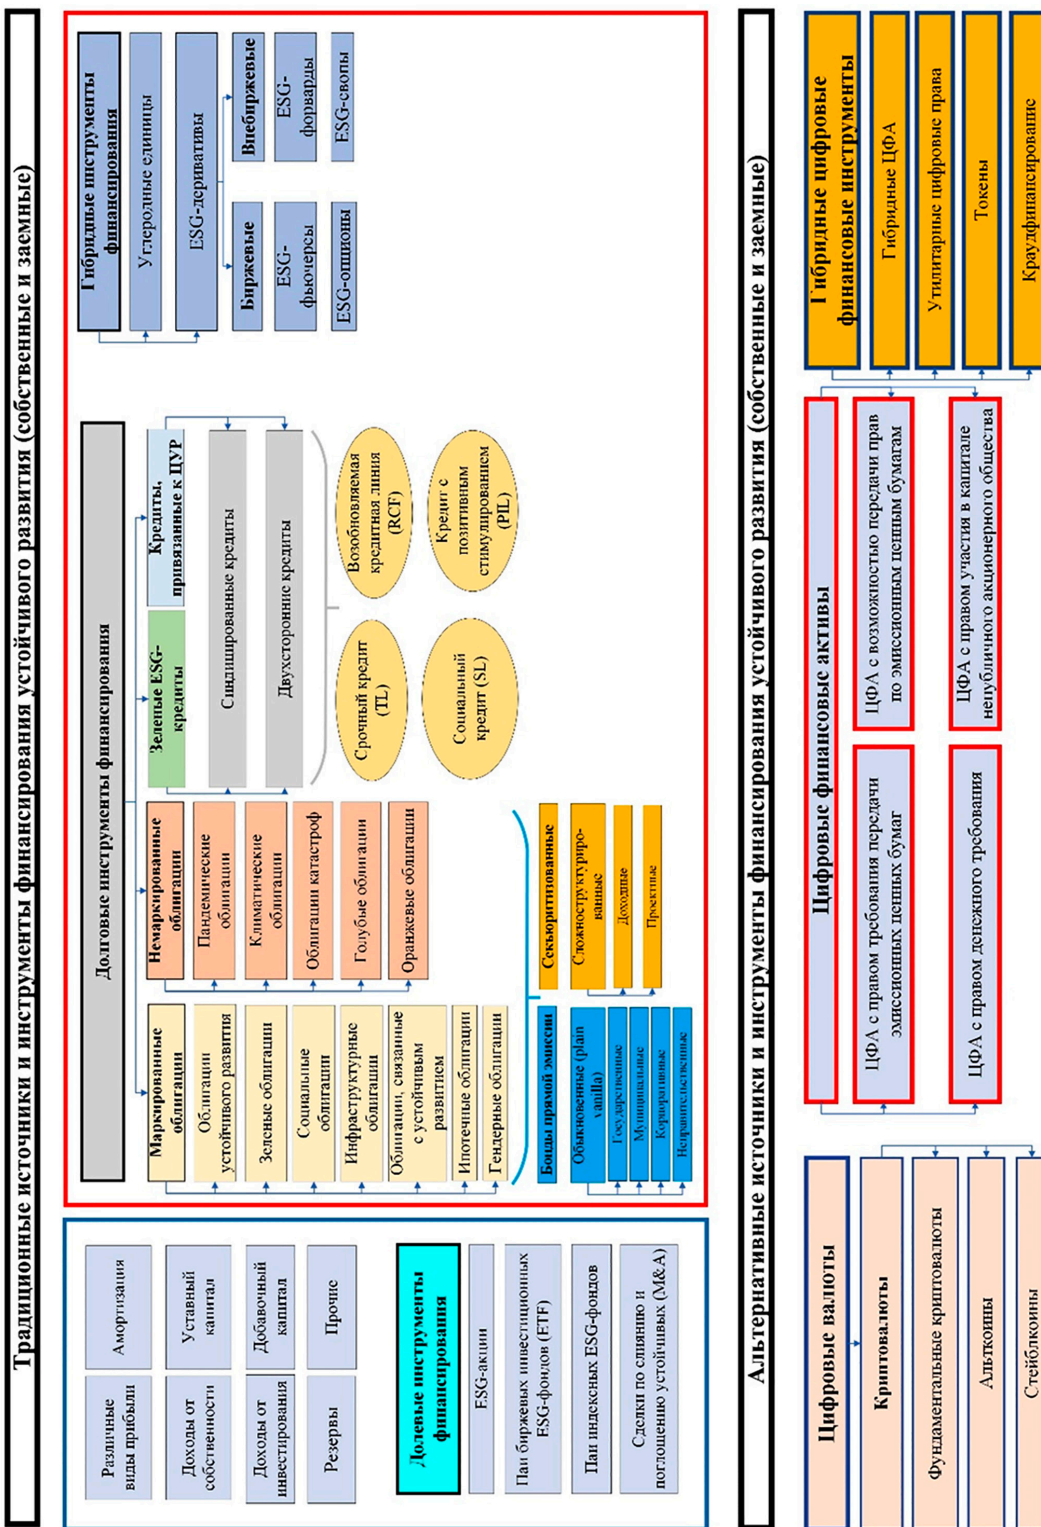 Традиционные источники и инструменты финансирования устойчивого развития (собственные и заемные)
Различные
виды прибыли
Амортизация
Доходы от
собственности
Уставный
капитал
Доходы от
инвестирования
Добавочный
капитал
Резервы
Прочие
Долевые инструменты
финансирования
ESG-акции
Паи биржевых инвестиционных
ESG-фондов (ETF)
Паи индексных ESG-фондов
Сделки по слиянию и
поглощению устойчивых (M&A)
Долговые инструменты финансирования
Маркированные
облигации
Облигации
устойчивого развития
Зеленые облигации
Социальные
облигации
Инфраструктурные
облигации
Облигации, связанные
с устойчивым
развитием
Ипотечные облигации
Гендерные облигации
Немаркированные
облигации
Пандемические
облигации
Климатические
облигации
Облигации катастроф
Голубые облигации
Оранжевые облигации
Бонды прямой эмиссии
Обыкновенные (plain
vanilla)
Государственные
Муниципальные
Корпоративные
Неправительственные
Секьюритизованные
Сложноструктуриро-
ванные
Доходные
Проектные
Зеленые ESG-
кредиты
Кредиты,
привязанные к ЦУР
Синдицированные кредиты
Двухсторонние кредиты
Срочный кредит
(TL)
Возобновляемая
кредитная линия
(RCF)
Социальный
кредит (SL)
Кредит с
позитивным
стимулированием
(PIL)
Гибридные инструменты
финансирования
Углеродные единицы
ESG-деривативы
Биржевые
ESG-
фьючерсы
ESG-опционы
Внебиржевые
ESG-
форварды
ESG-свопы
Альтернативные источники и инструменты финансирования устойчивого развития (собственные и заемные)
Цифровые валюты
Криптовалюты
Фундаментальные криптовалюты
Альткоины
Стейблкоины
Цифровые финансовые активы
ЦФА с правом требования передачи
эмиссионных ценных бумаг
ЦФА с возможностью передачи прав
по эмиссионным ценным бумагам
ЦФА с правом денежного требования
ЦФА с правом участия в капитале
непубличного акционерного общества
Гибридные цифровые
финансовые инструменты
Гибридные ЦФА
Утилитарные цифровые права
Токены
Краудфинансирование